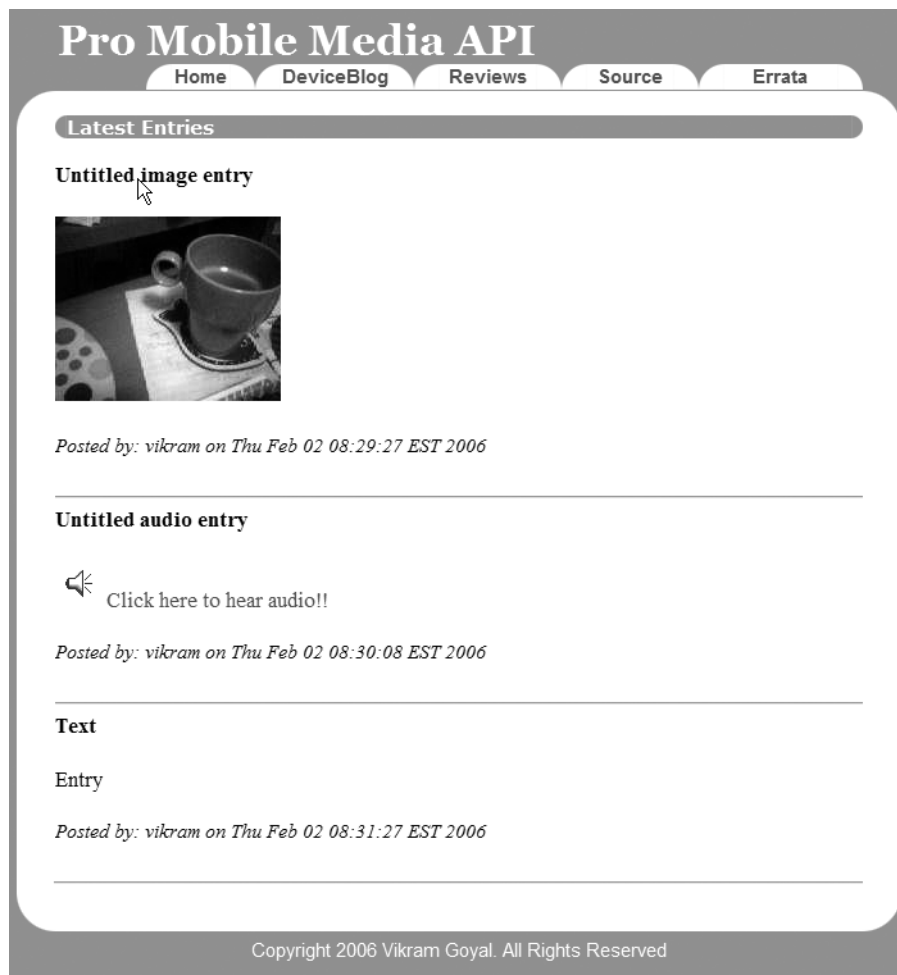 Pro Mobile Media API
Home DeviceBlog Reviews Source Errata
Latest Entries
Untitled image entry
Posted by: vikram on Thu Feb 02 08:29:27 EST 2006
Untitled audio entry
Click here to hear audio!!
Posted by: vikram on Thu Feb 02 08:30:08 EST 2006
Text
Entry
Posted by: vikram on Thu Feb 02 08:31:27 EST 2006
Copyright 2006 Vikram Goyal. All Rights Reserved